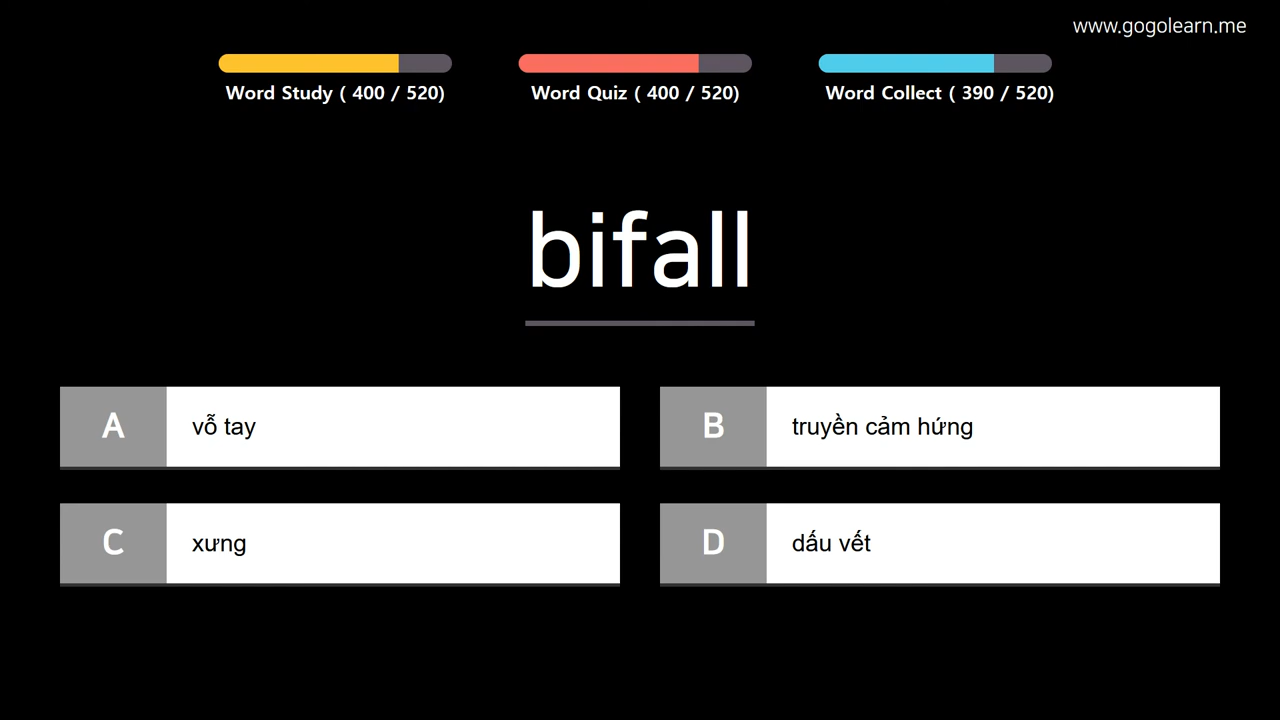 www.gogolearn.me
Word Study ( 400 / 520)
Word Quiz ( 400 / 520)
Word Collect ( 390 / 520)
bifall
A vỗ tay
B truyền cảm hứng
C xưng
D dấu vết